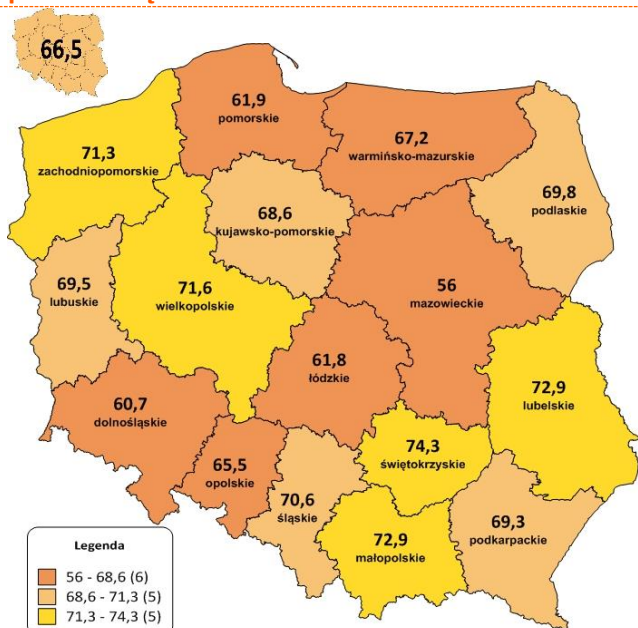 66,5
61,9
pomorskie
67,2
warmińsko-mazurskie
71,3
zachodniopomorskie
69,8
podlaskie
68,6
kujawsko-pomorskie
69,5
lubuskie
71,6
wielkopolskie
56
mazowieckie
61,8
łódzkie
72,9
lubelskie
60,7
dolnośląskie
74,3
świętokrzyskie
65,5
opolskie
70,6
śląskie
69,3
podkarpackie
72,9
małopolskie
Legenda
56 - 68,6 (6)
68,6 - 71,3 (5)
71,3 - 74,3 (5)